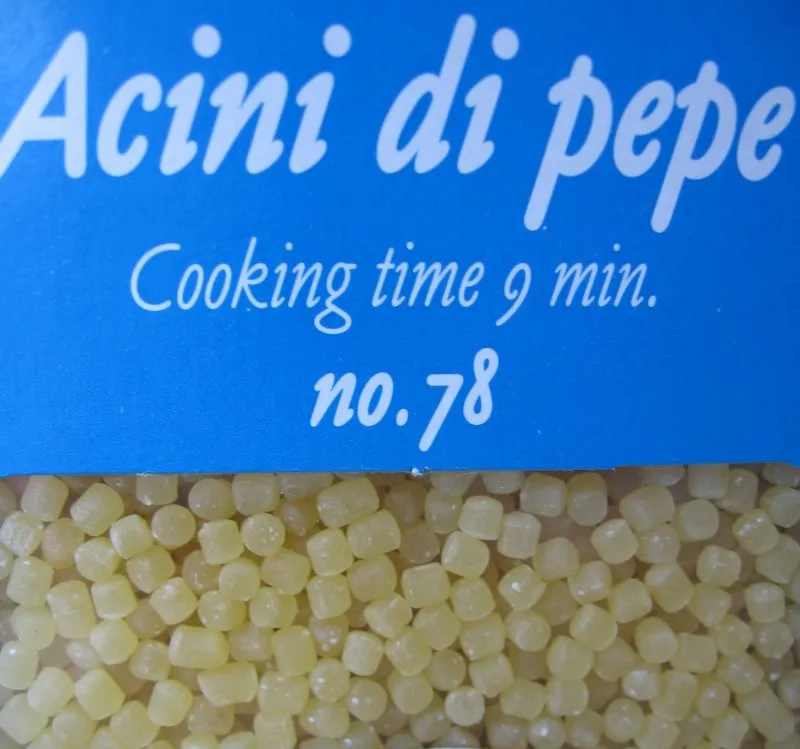 Acini di pepe
Cooking time 9 min.
no.78